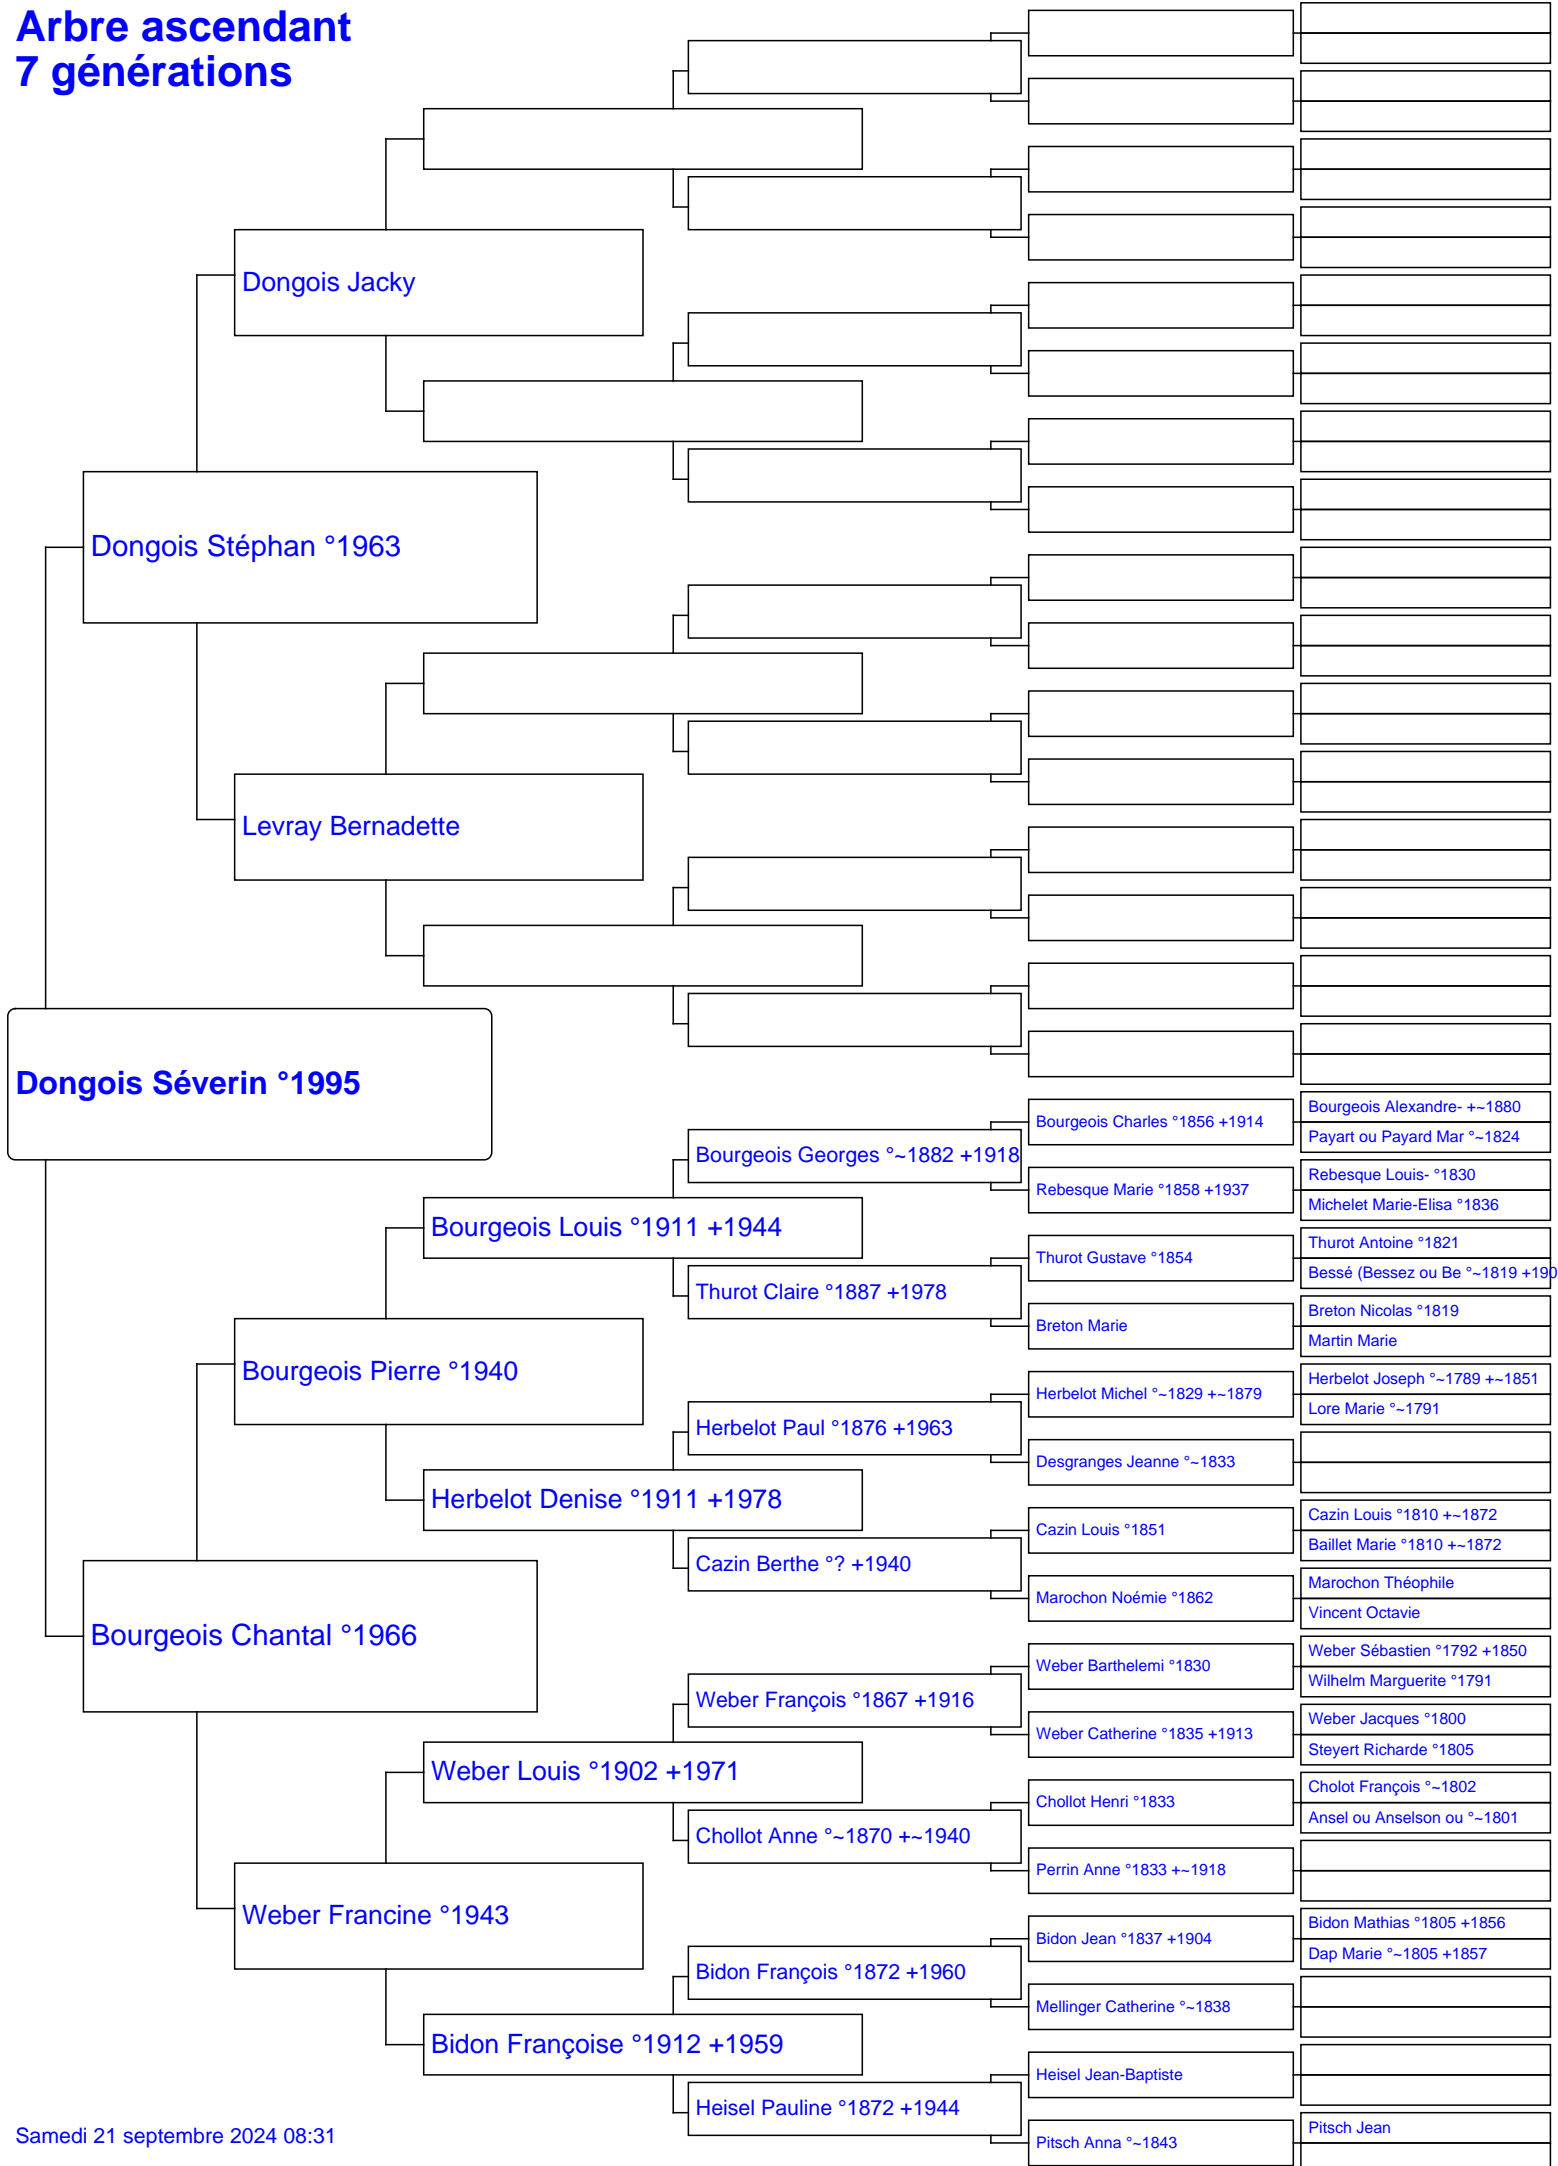 Arbre ascendant
7 générations
Dongois Jacky
Dongois Stéphan °1963
Levray Bernadette
Dongois Séverin °1995
Bourgeois Alexandre- +~1880
Bourgeois Charles °1856 +1914
Payart ou Payard Mar °~1824
Bourgeois Georges °~1882 +1918
Rebesque Louis- °1830
Rebesque Marie °1858 +1937
Michelet Marie-Elisa °1836
Bourgeois Louis °1911 +1944
Thurot Antoine °1821
Thurot Gustave °1854
Bessé (Bessez ou Be °~1819 +190
Thurot Claire °1887 +1978
Breton Nicolas °1819
Breton Marie
Martin Marie
Bourgeois Pierre °1940
Herbelot Joseph °~1789 +~1851
Herbelot Michel °~1829 +~1879
Lore Marie °~1791
Herbelot Paul °1876 +1963
Desgranges Jeanne °~1833
Herbelot Denise °1911 +1978
Cazin Louis °1810 +~1872
Cazin Louis °1851
Baillet Marie °1810 +~1872
Cazin Berthe °? +1940
Marochon Théophile
Marochon Noémie °1862
Vincent Octavie
Bourgeois Chantal °1966
Weber Sébastien °1792 +1850
Weber Barthelemi °1830
Wilhelm Marguerite °1791
Weber François °1867 +1916
Weber Jacques °1800
Weber Catherine °1835 +1913
Steyert Richarde °1805
Weber Louis °1902 +1971
Cholot François °~1802
Chollot Henri °1833
Ansel ou Anselson ou °~1801
Chollot Anne °~1870 +~1940
Perrin Anne °1833 +~1918
Weber Francine °1943
Bidon Mathias °1805 +1856
Bidon Jean °1837 +1904
Dap Marie °~1805 +1857
Bidon François °1872 +1960
Mellinger Catherine °~1838
Bidon Françoise °1912 +1959
Heisel Jean-Baptiste
Heisel Pauline °1872 +1944
Pitsch Jean
Pitsch Anna °~1843
Samedi 21 septembre 2024 08:31